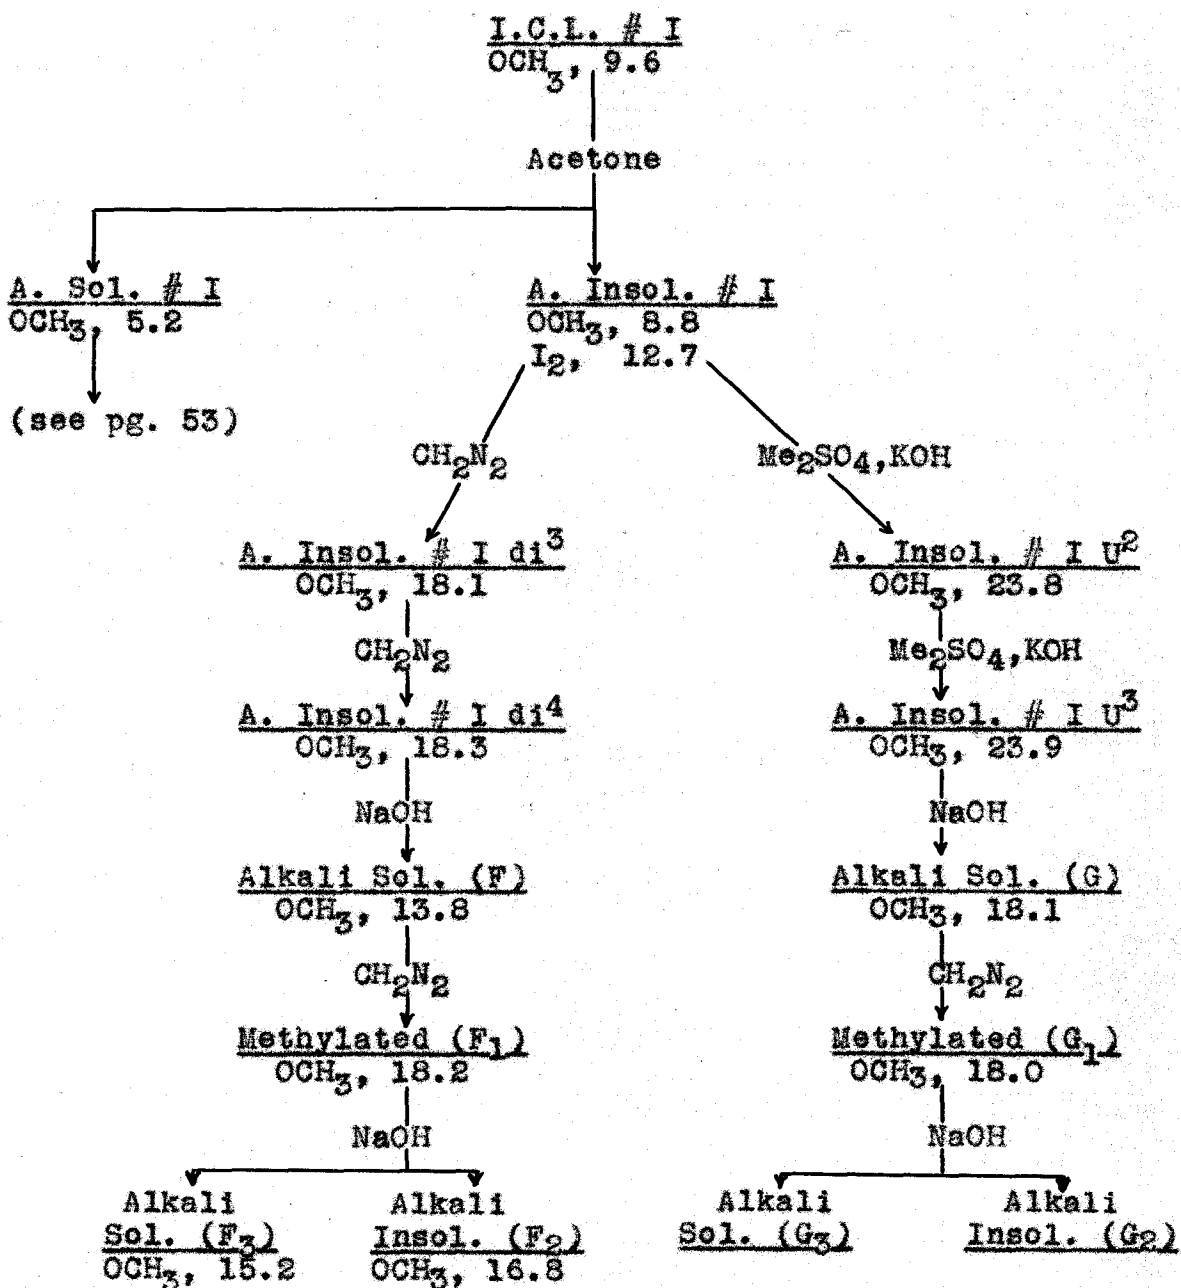 I.C.L. # I
OCH3, 9.6
Acetone
A. Sol. # I
OCH3, 5.2
(see pg. 53)
A. Insol. # I
OCH3, 8.8
I2, 12.7
CH2N2
Me2SO4,KOH
A. Insol. # I di3
OCH3, 18.1
A. Insol. # I U2
OCH3, 23.8
CH2N2
Me2SO4,KOH
A. Insol. # I di4
OCH3, 18.3
A. Insol. # I U3
OCH3, 23.9
NaOH
NaOH
Alkali Sol. (F)
OCH3, 13.8
Alkali Sol. (G)
OCH3, 18.1
CH2N2
CH2N2
Methylated (F1)
OCH3, 18.2
Methylated (G1)
OCH3, 18.0
NaOH
NaOH
Alkali
Sol. (F3)
OCH3, 15.2
Alkali
Insol. (F2)
OCH3, 16.8
Alkali
Sol. (G3)
Alkali
Insol. (G2)